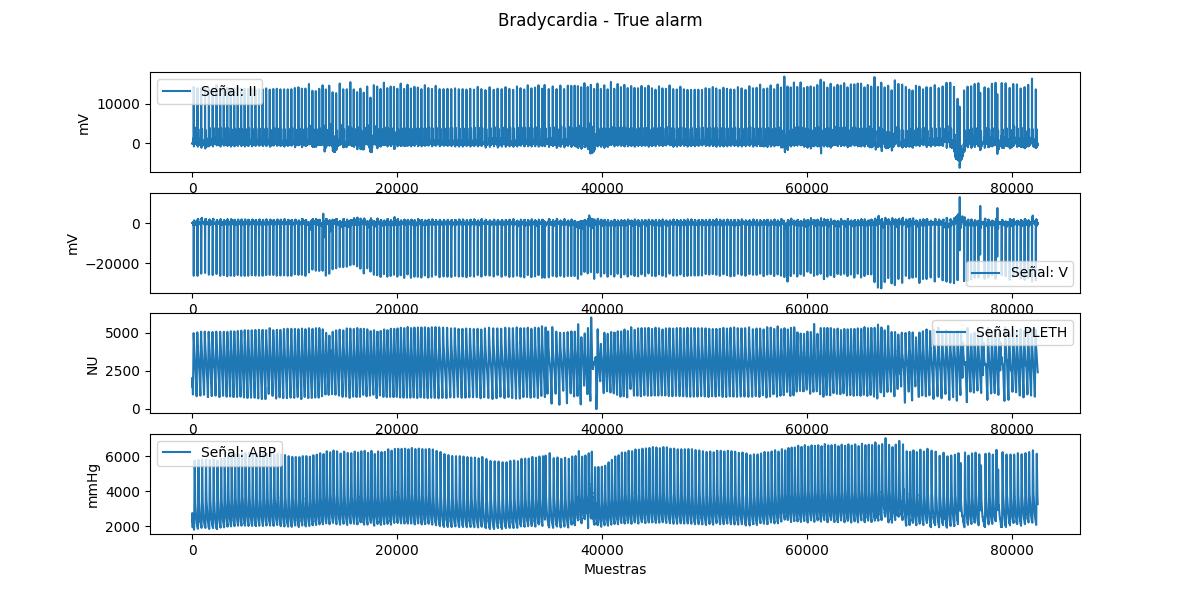 Bradycardia - True alarm
Señal: II
10000
0
mV
0 20000 40000 60000 80000
0
−20000
mV
Señal: V
0 20000 40000 60000 80000
5000
2500
0
NU
Señal: PLETH
0 20000 40000 60000 80000
Señal: ABP
6000
4000
2000
mmHg
0 20000 40000 60000 80000
Muestras